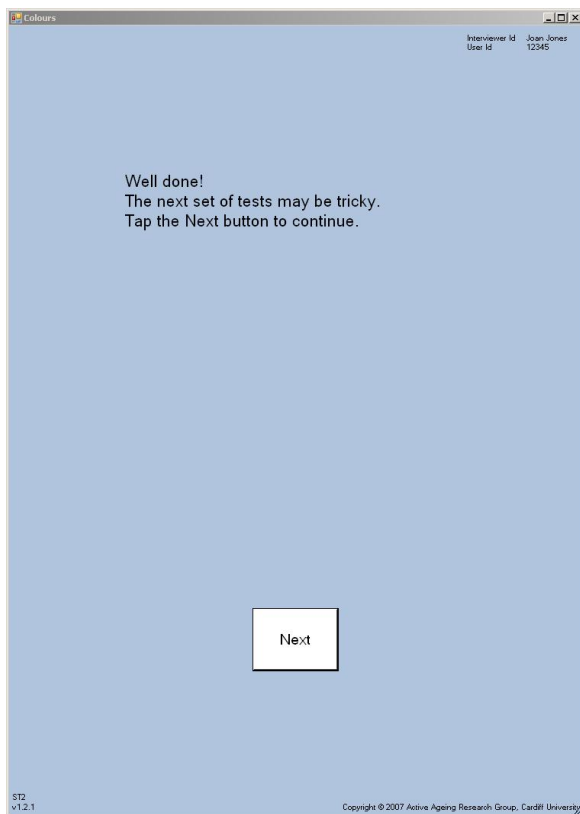 Colours
Interviewer Id Joan Jones
User Id 12345
Well done!
The next set of tests may be tricky.
Tap the Next button to continue.
Next
ST2
v1.2.1
Copyright © 2007 Active Ageing Research Group, Cardiff University